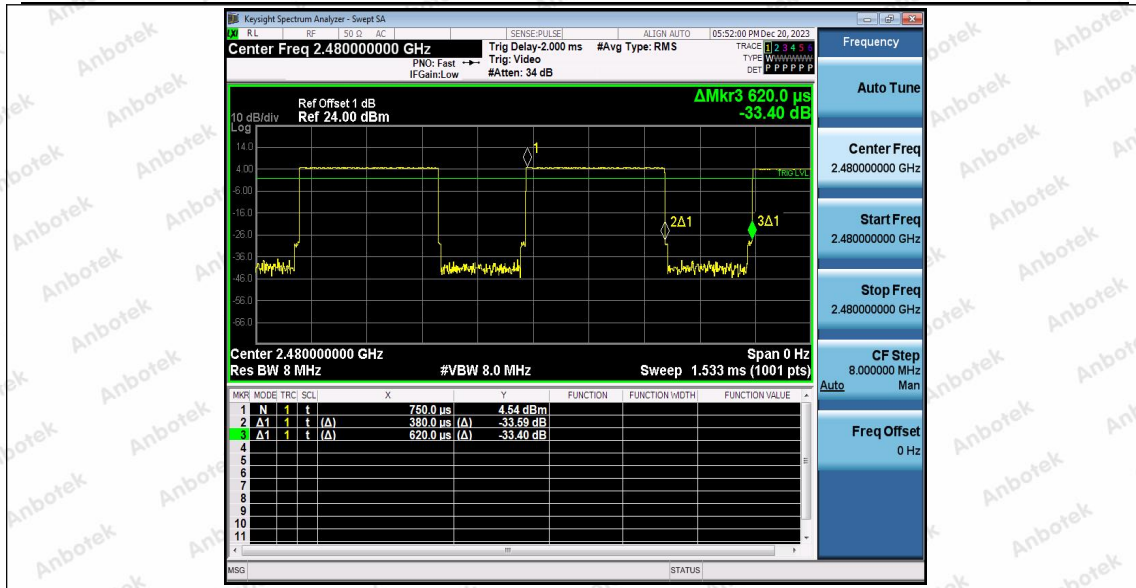 Keysight Spectrum Analyzer - Swept SA
LXI RL RF 50 Ω AC SENSE:PULSE ALIGN AUTO 05:52:00 PM Dec 20, 2023
Center Freq 2.480000000 GHz
PNO: Fast
IFGain:Low
Trig Delay-2.000 ms
Trig: Video
#Atten: 34 dB
#Avg Type: RMS
TRACE 1 2 3 4 5 6
TYPE WWWWWW
DET P P P P P P
Frequency
Auto Tune
Center Freq
2.480000000 GHz
Start Freq
2.480000000 GHz
Stop Freq
2.480000000 GHz
CF Step
8.000000 MHz
Auto Man
Freq Offset
0 Hz
10 dB/div
Log
Ref Offset 1 dB
Ref 24.00 dBm
ΔMkr3 620.0 µs
-33.40 dB
14.0
4.00
-6.00
-16.0
-26.0
-36.0
-46.0
-56.0
-66.0
1
TRIG LVL
2Δ1
3Δ1
Center 2.480000000 GHz Span 0 Hz
Res BW 8 MHz #VBW 8.0 MHz Sweep 1.533 ms (1001 pts)
MKR MODE TRC SCL X Y FUNCTION FUNCTION WIDTH FUNCTION VALUE
1 N 1 t 750.0 µs 4.54 dBm
2 Δ1 1 t (Δ) 380.0 µs (Δ) -33.59 dB
3 Δ1 1 t (Δ) 620.0 µs (Δ) -33.40 dB
4
5
6
7
8
9
10
11
MSG STATUS
Anbotek